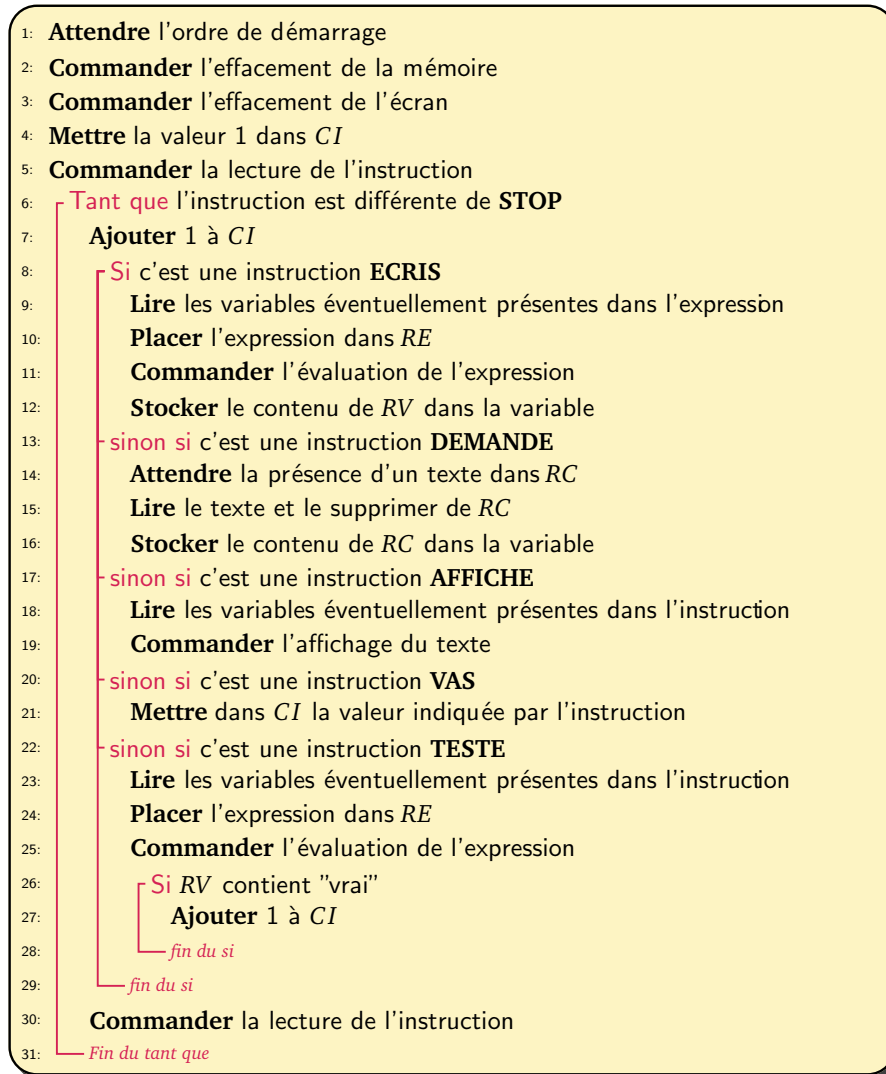 1: Attendre l'ordre de démarrage
2: Commander l'effacement de la mémoire
3: Commander l'effacement de l'écran
4: Mettre la valeur 1 dans CI
5: Commander la lecture de l'instruction
6: Tant que l'instruction est différente de STOP
7: Ajouter 1 à CI
8: Si c'est une instruction ECRIS
9: Lire les variables éventuellement présentes dans l'expression
10: Placer l'expression dans RE
11: Commander l'évaluation de l'expression
12: Stocker le contenu de RV dans la variable
13: sinon si c'est une instruction DEMANDE
14: Attendre la présence d'un texte dans RC
15: Lire le texte et le supprimer de RC
16: Stocker le contenu de RC dans la variable
17: sinon si c'est une instruction AFFICHE
18: Lire les variables éventuellement présentes dans l'instruction
19: Commander l'affichage du texte
20: sinon si c'est une instruction VAS
21: Mettre dans CI la valeur indiquée par l'instruction
22: sinon si c'est une instruction TESTE
23: Lire les variables éventuellement présentes dans l'instruction
24: Placer l'expression dans RE
25: Commander l'évaluation de l'expression
26: Si RV contient "vrai"
27: Ajouter 1 à CI
28: fin du si
29: fin du si
30: Commander la lecture de l'instruction
31: Fin du tant que